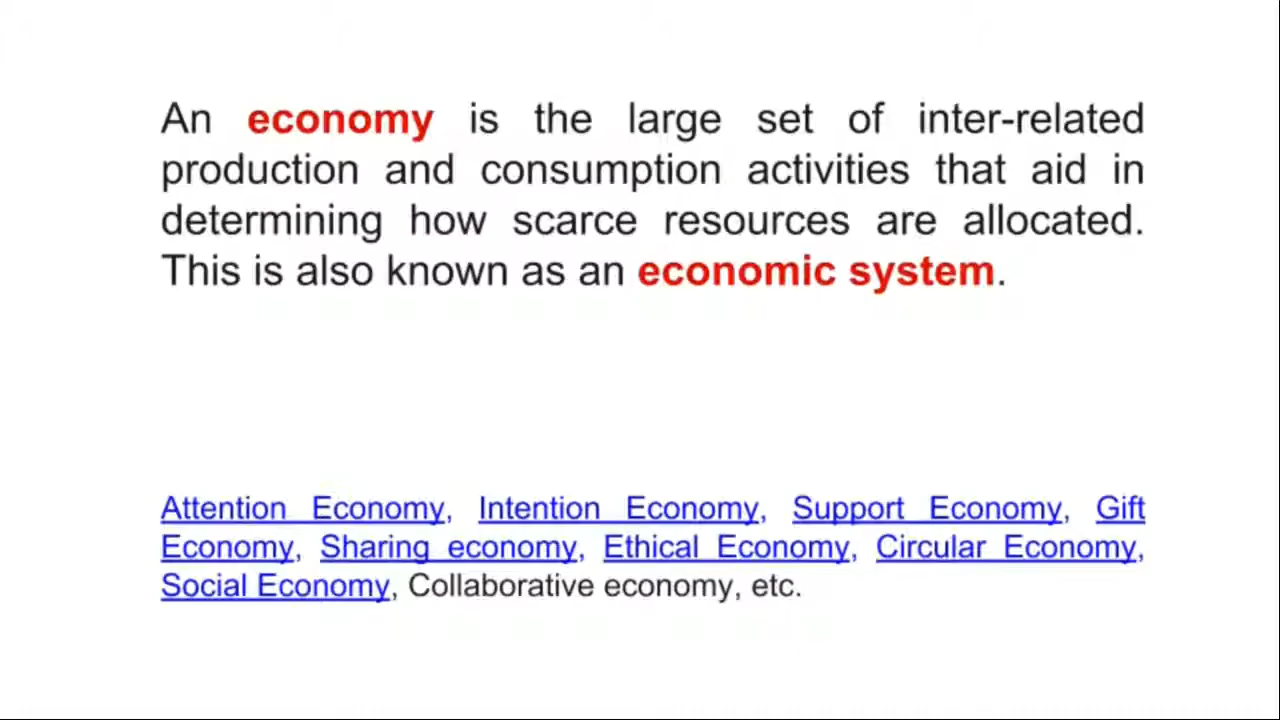 An economy is the large set of inter-related
production and consumption activities that aid in
determining how scarce resources are allocated.
This is also known as an economic system.
Attention Economy, Intention Economy, Support Economy, Gift
Economy, Sharing economy, Ethical Economy, Circular Economy,
Social Economy, Collaborative economy, etc.